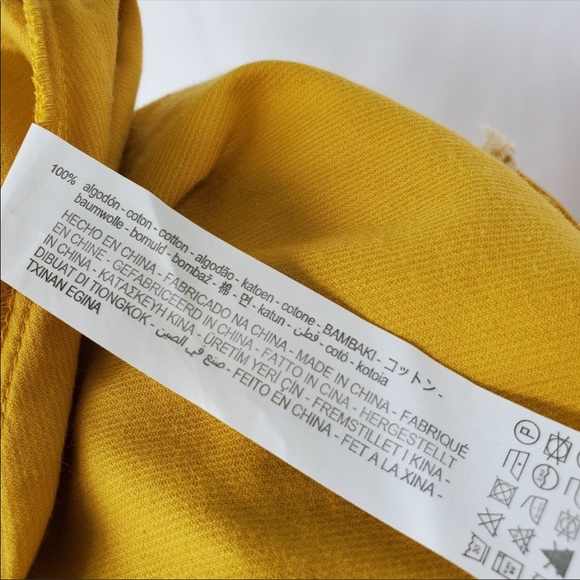 100% algodón - coton - cotton - algodão - katoen - cotone - BAMBAKI - コットン -
baumwolle - bomuld - bombaž - 棉 - 면 - katun - قطن - cotó - kotoia
HECHO EN CHINA - FABRICADO NA CHINA - MADE IN CHINA - FABRIQUÉ
EN CHINE - GEFABRICEERD IN CHINA - FATTO IN CINA - HERGESTELLT
IN CHINA - ΚΑΤΑΣΚΕΥΗ KINA - ÜRETİM YERİ ÇİN - FREMSTILLET I KINA -
DIBUAT DI TIONGKOK - صنع في الصين - FEITO EN CHINA - FET A LA XINA -
TXINAN EGINA
P